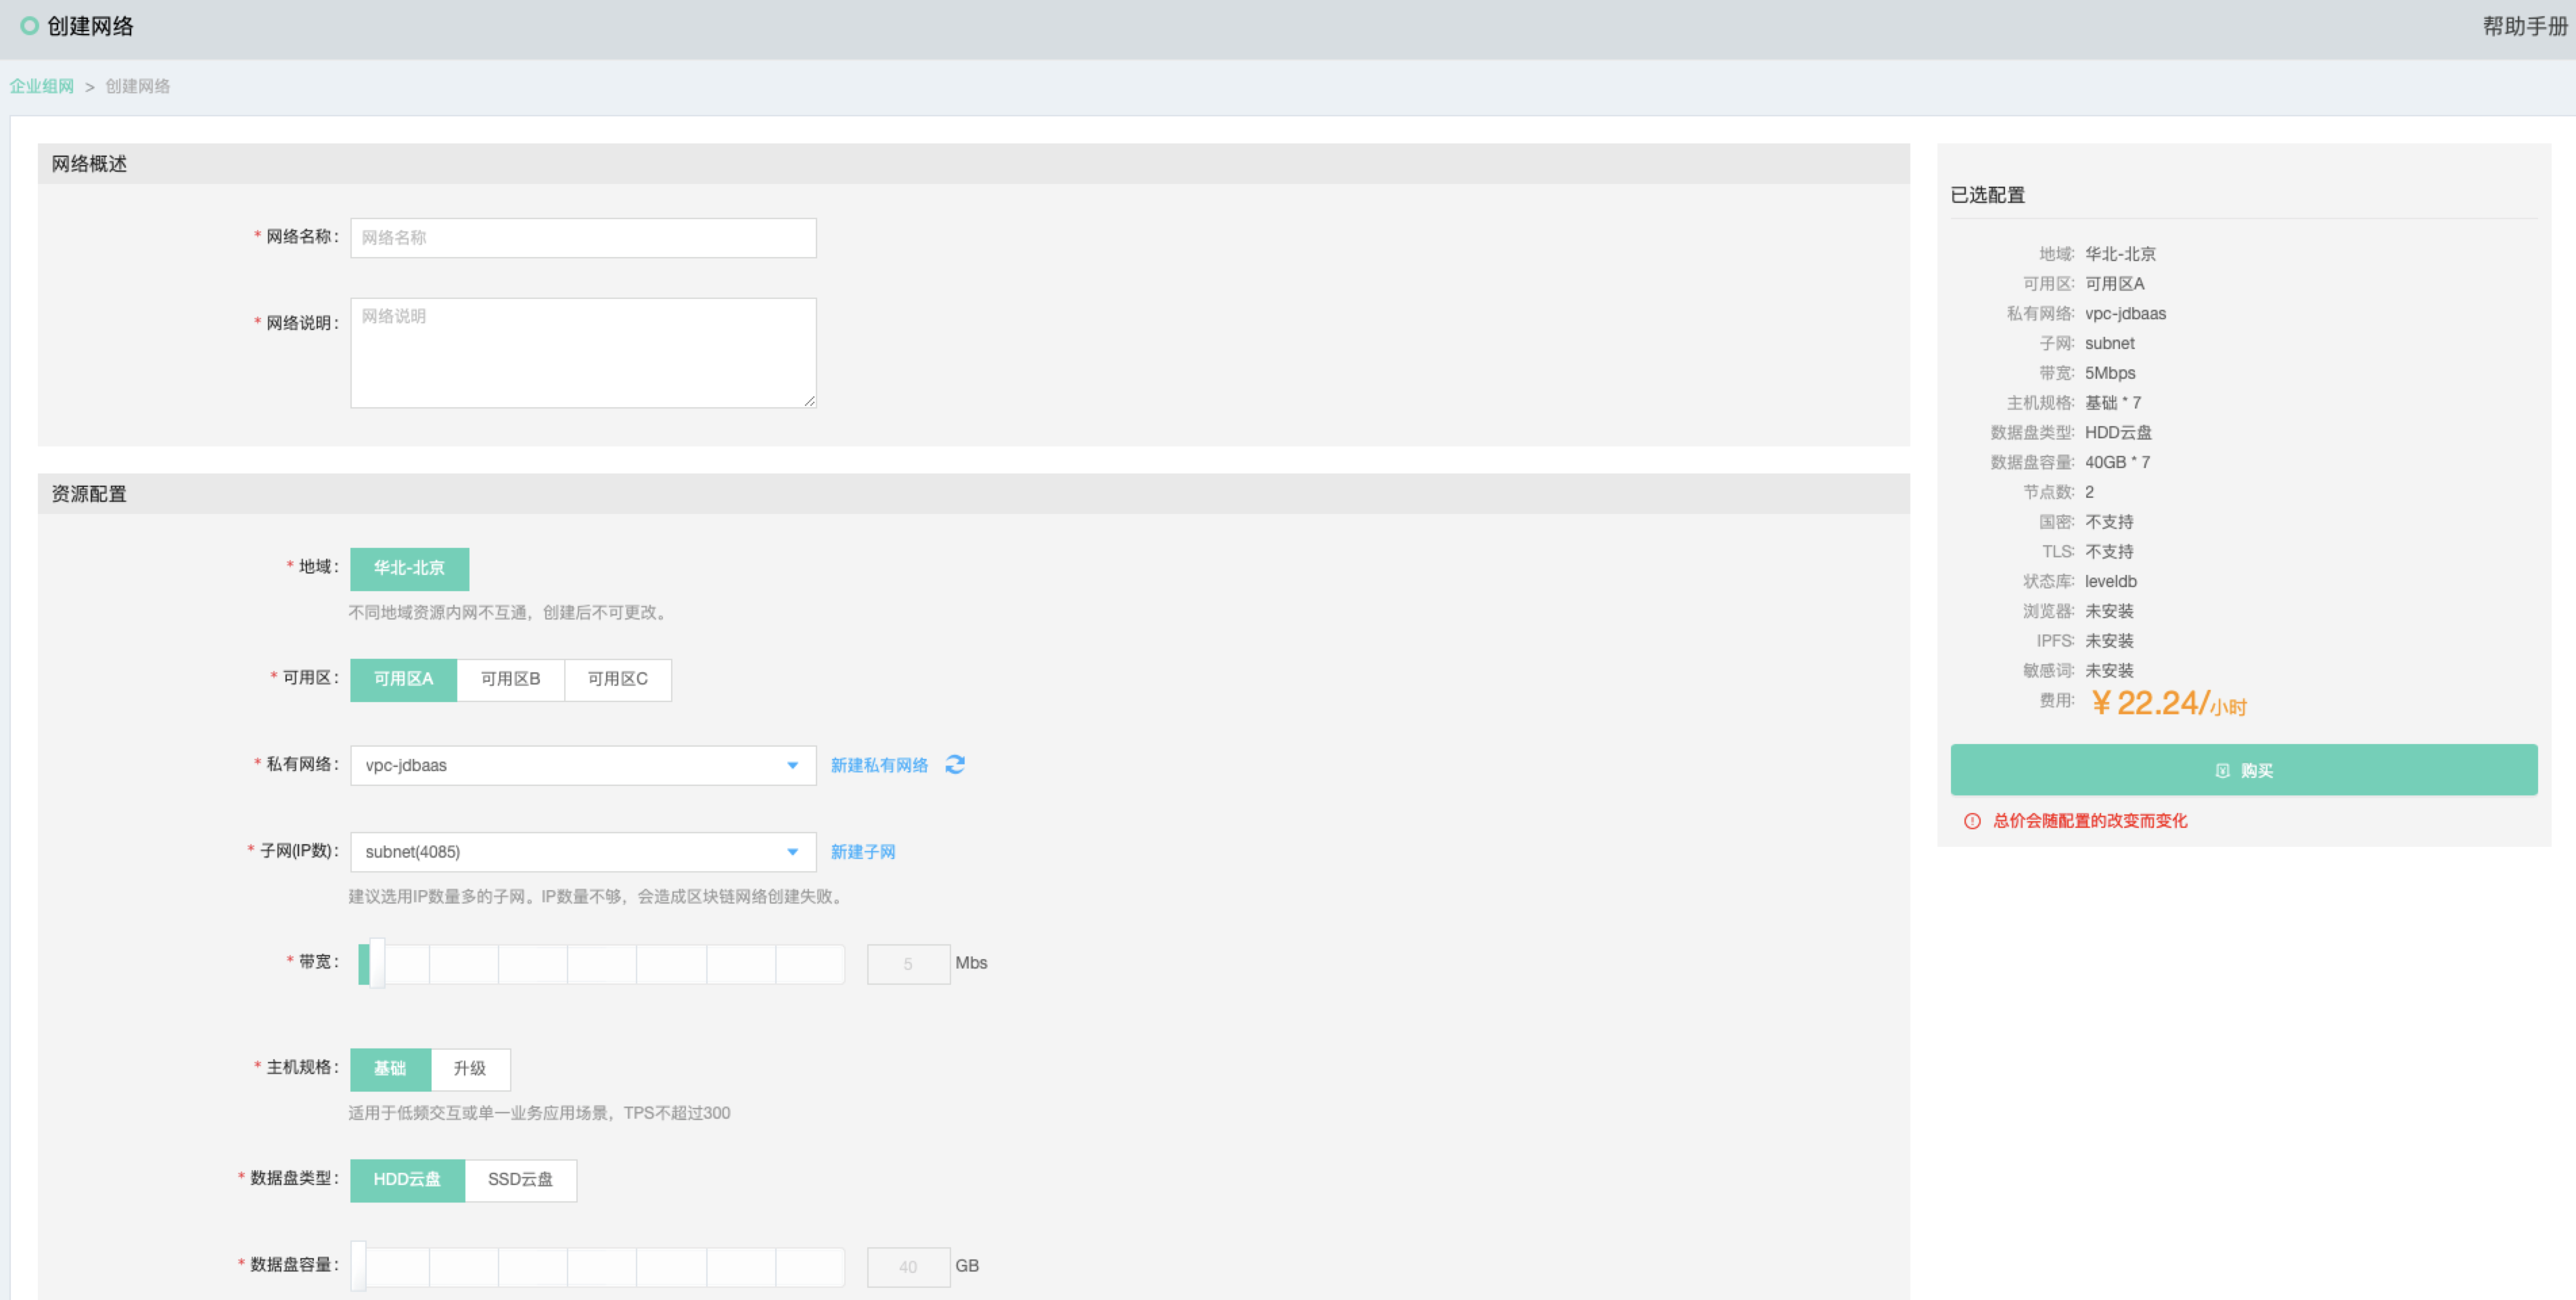 创建网络
帮助手册
企业组网 > 创建网络
网络概述
* 网络名称：
网络名称
* 网络说明：
网络说明
资源配置
* 地域：
华北-北京
不同地域资源内网不互通，创建后不可更改。
* 可用区：
可用区A 可用区B 可用区C
* 私有网络：
vpc-jdbaas
新建私有网络
* 子网(IP数)：
subnet(4085)
新建子网
建议选用IP数量多的子网。IP数量不够，会造成区块链网络创建失败。
* 带宽：
5 Mbs
* 主机规格：
基础 升级
适用于低频交互或单一业务应用场景，TPS不超过300
* 数据盘类型：
HDD云盘 SSD云盘
* 数据盘容量：
40 GB
已选配置
地域: 华北-北京
可用区: 可用区A
私有网络: vpc-jdbaas
子网: subnet
带宽: 5Mbps
主机规格: 基础 * 7
数据盘类型: HDD云盘
数据盘容量: 40GB * 7
节点数: 2
国密: 不支持
TLS: 不支持
状态库: leveldb
浏览器: 未安装
IPFS: 未安装
敏感词: 未安装
费用: ¥ 22.24/小时
购买
总价会随配置的改变而变化